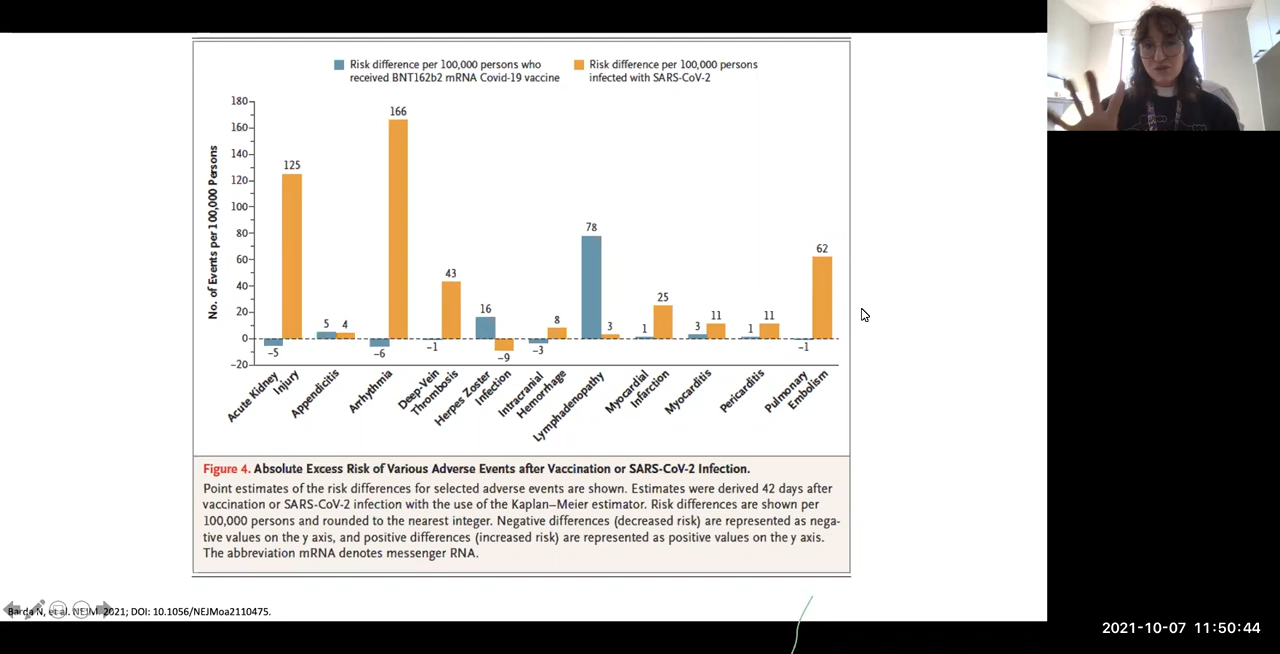 Risk difference per 100,000 persons who
received BNT162b2 mRNA Covid-19 vaccine
Risk difference per 100,000 persons
infected with SARS-CoV-2
No. of Events per 100,000 Persons
180
160
140
120
100
80
60
40
20
0
−20
−5
125
5
4
−6
166
−1
43
16
−9
−3
8
78
3
1
25
3
11
1
11
−1
62
Acute Kidney
Injury
Appendicitis
Arrhythmia
Deep-Vein
Thrombosis
Herpes Zoster
Infection
Intracranial
Hemorrhage
Lymphadenopathy
Myocardial
Infarction
Myocarditis
Pericarditis
Pulmonary
Embolism
Figure 4. Absolute Excess Risk of Various Adverse Events after Vaccination or SARS-CoV-2 Infection.
Point estimates of the risk differences for selected adverse events are shown. Estimates were derived 42 days after
vaccination or SARS-CoV-2 infection with the use of the Kaplan–Meier estimator. Risk differences are shown per
100,000 persons and rounded to the nearest integer. Negative differences (decreased risk) are represented as nega-
tive values on the y axis, and positive differences (increased risk) are represented as positive values on the y axis.
The abbreviation mRNA denotes messenger RNA.
Barda N, et al. NEJM. 2021; DOI: 10.1056/NEJMoa2110475.
2021-10-07 11:50:44